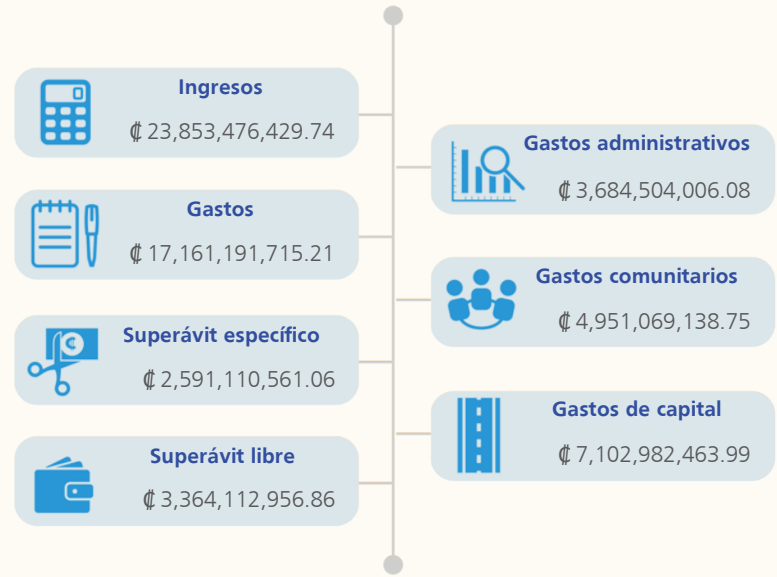 Ingresos
₡ 23,853,476,429.74
Gastos
₡ 17,161,191,715.21
Superávit específico
₡ 2,591,110,561.06
Superávit libre
₡ 3,364,112,956.86
Gastos administrativos
₡ 3,684,504,006.08
Gastos comunitarios
₡ 4,951,069,138.75
Gastos de capital
₡ 7,102,982,463.99